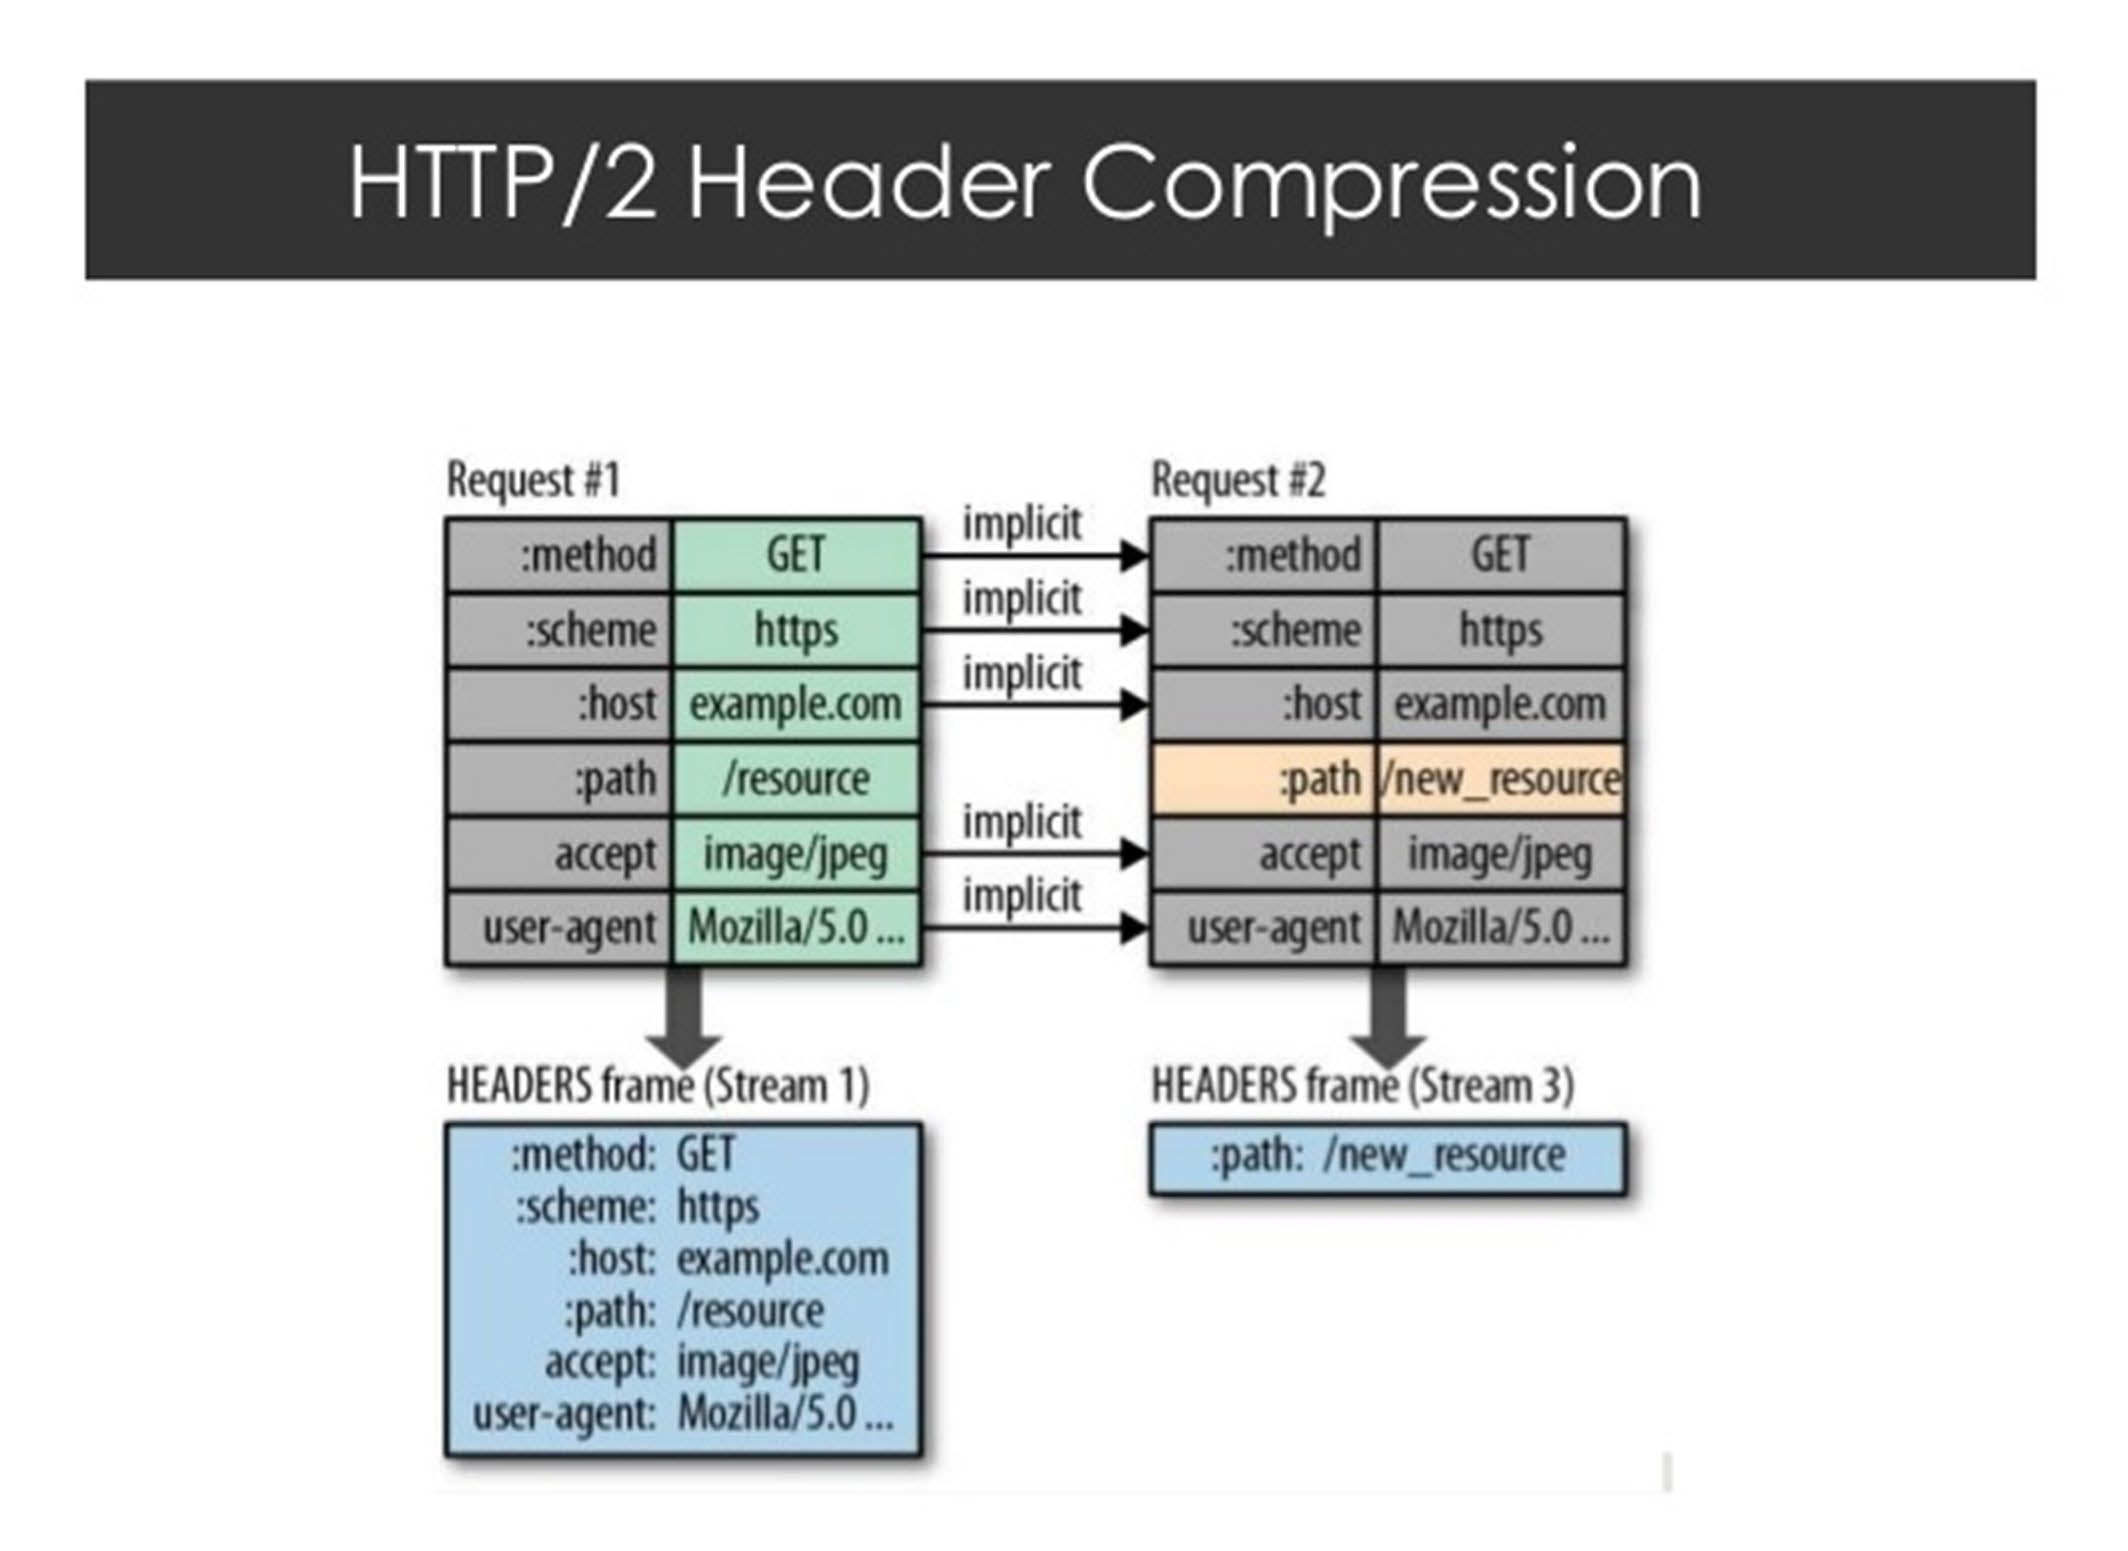 HTTP/2 Header Compression
Request #1
:method GET
:scheme https
:host example.com
:path /resource
accept image/jpeg
user-agent Mozilla/5.0 ...
implicit
implicit
implicit
implicit
implicit
Request #2
:method GET
:scheme https
:host example.com
:path /new_resource
accept image/jpeg
user-agent Mozilla/5.0 ...
HEADERS frame (Stream 1)
:method: GET
:scheme: https
:host: example.com
:path: /resource
accept: image/jpeg
user-agent: Mozilla/5.0 ...
HEADERS frame (Stream 3)
:path: /new_resource